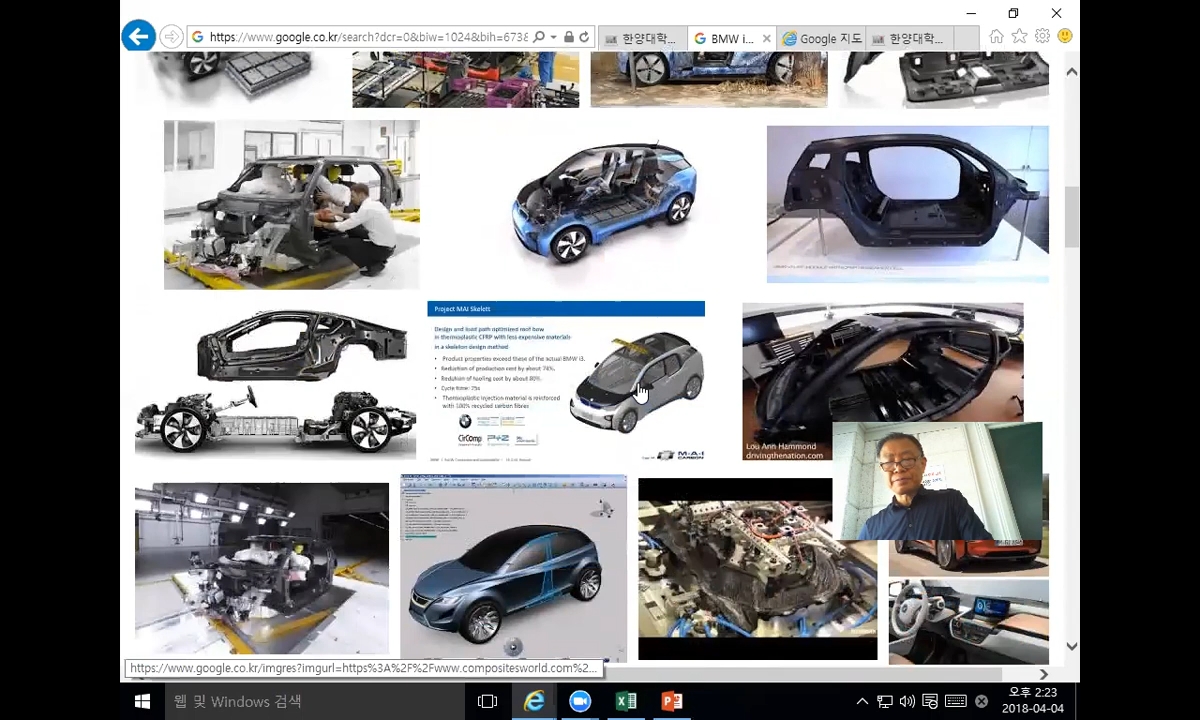 https://www.google.co.kr/search?dcr=0&biw=1024&bih=673&
한양대학...
BMW i...
Google 지도
한양대학...
Project MAI Skelett
Design and load path optimized roof bow
in thermoplastic CFRP with less expensive materials
in a skeleton design method
• Product properties exceed these of the actual BMW i3.
• Reduction of production cost by about 74%.
• Reduction of tooling cost by about 80%.
• Cycle time: 75s
• Thermoplastic injection material is reinforced
with 100% recycled carbon fibres
CirComp
P+Z
M·A·I
CARBON
Lou Ann Hammond
drivingthenation.com
https://www.google.co.kr/imgres?imgurl=https%3A%2F%2Fwww.compositesworld.com%2...
웹 및 Windows 검색
오후 2:23
2018-04-04